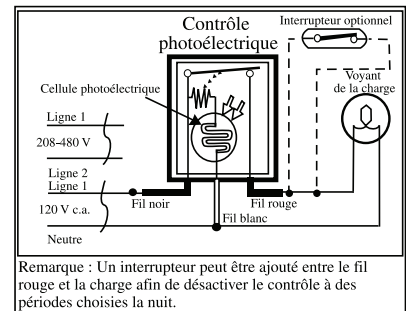 Contrôle
photoélectrique
Interrupteur optionnel
Cellule photoélectrique
Voyant
de la charge
Ligne 1
208-480 V
Ligne 2
Ligne 1
120 V c.a.
Neutre
Fil noir
Fil rouge
Fil blanc
Remarque : Un interrupteur peut être ajouté entre le fil
rouge et la charge afin de désactiver le contrôle à des
périodes choisies la nuit.